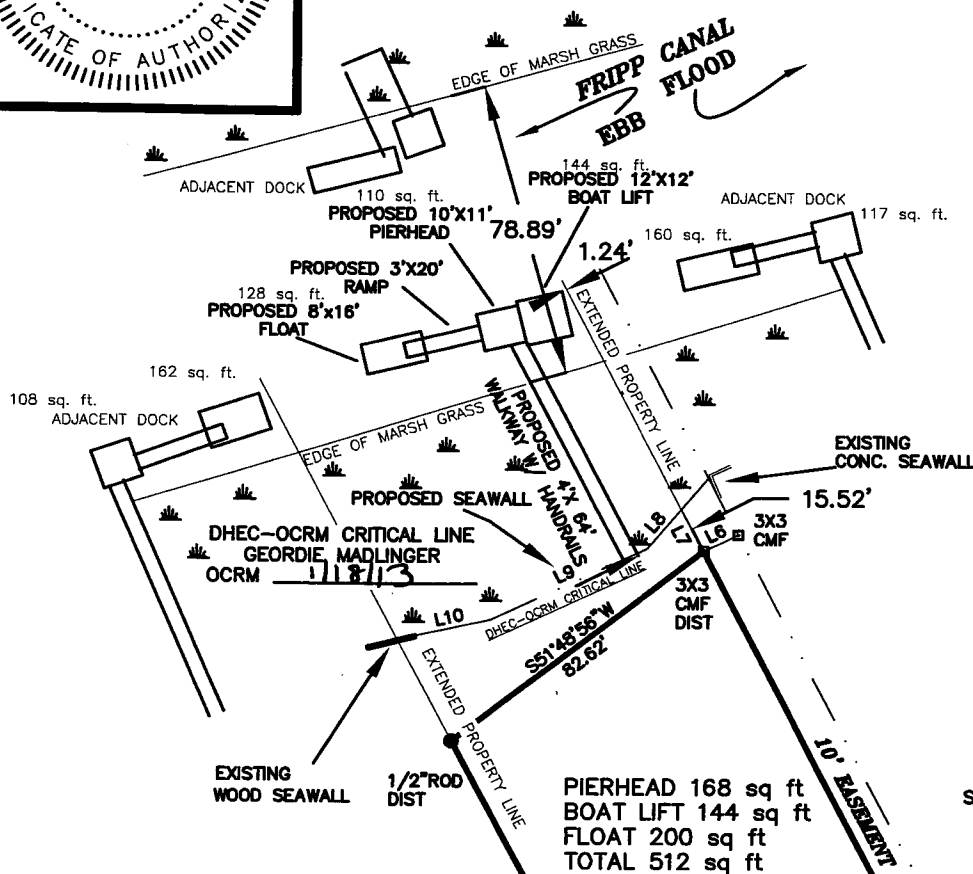 ICATE OF AUTHORI
EDGE OF MARSH GRASS
FRIPP CANAL
FLOOD
EBB
ADJACENT DOCK
144 sq. ft.
PROPOSED 12'X12'
BOAT LIFT
110 sq. ft.
PROPOSED 10'X11'
PIERHEAD
78.89'
ADJACENT DOCK
117 sq. ft.
160 sq. ft.
1.24'
PROPOSED 3'X20'
RAMP
128 sq. ft.
PROPOSED 8'x16'
FLOAT
EXTENDED PROPERTY LINE
162 sq. ft.
108 sq. ft.
ADJACENT DOCK
EDGE OF MARSH GRASS
PROPOSED 4'X 64'
WALKWAY W/ HANDRAILS
EXISTING
CONC. SEAWALL
PROPOSED SEAWALL
15.52'
DHEC-OCRM CRITICAL LINE
GEORDIE MADLINGER
OCRM 1/18/13
L8
L7
L6
3X3
CMF
L9
DHEC-OCRM CRITICAL LINE
3X3
CMF
DIST
L10
S51°48'56"W
82.62'
EXTENDED PROPERTY LINE
EXISTING
WOOD SEAWALL
1/2"ROD
DIST
10' EASEMENT
PIERHEAD 168 sq ft
BOAT LIFT 144 sq ft
FLOAT 200 sq ft
TOTAL 512 sq ft
S